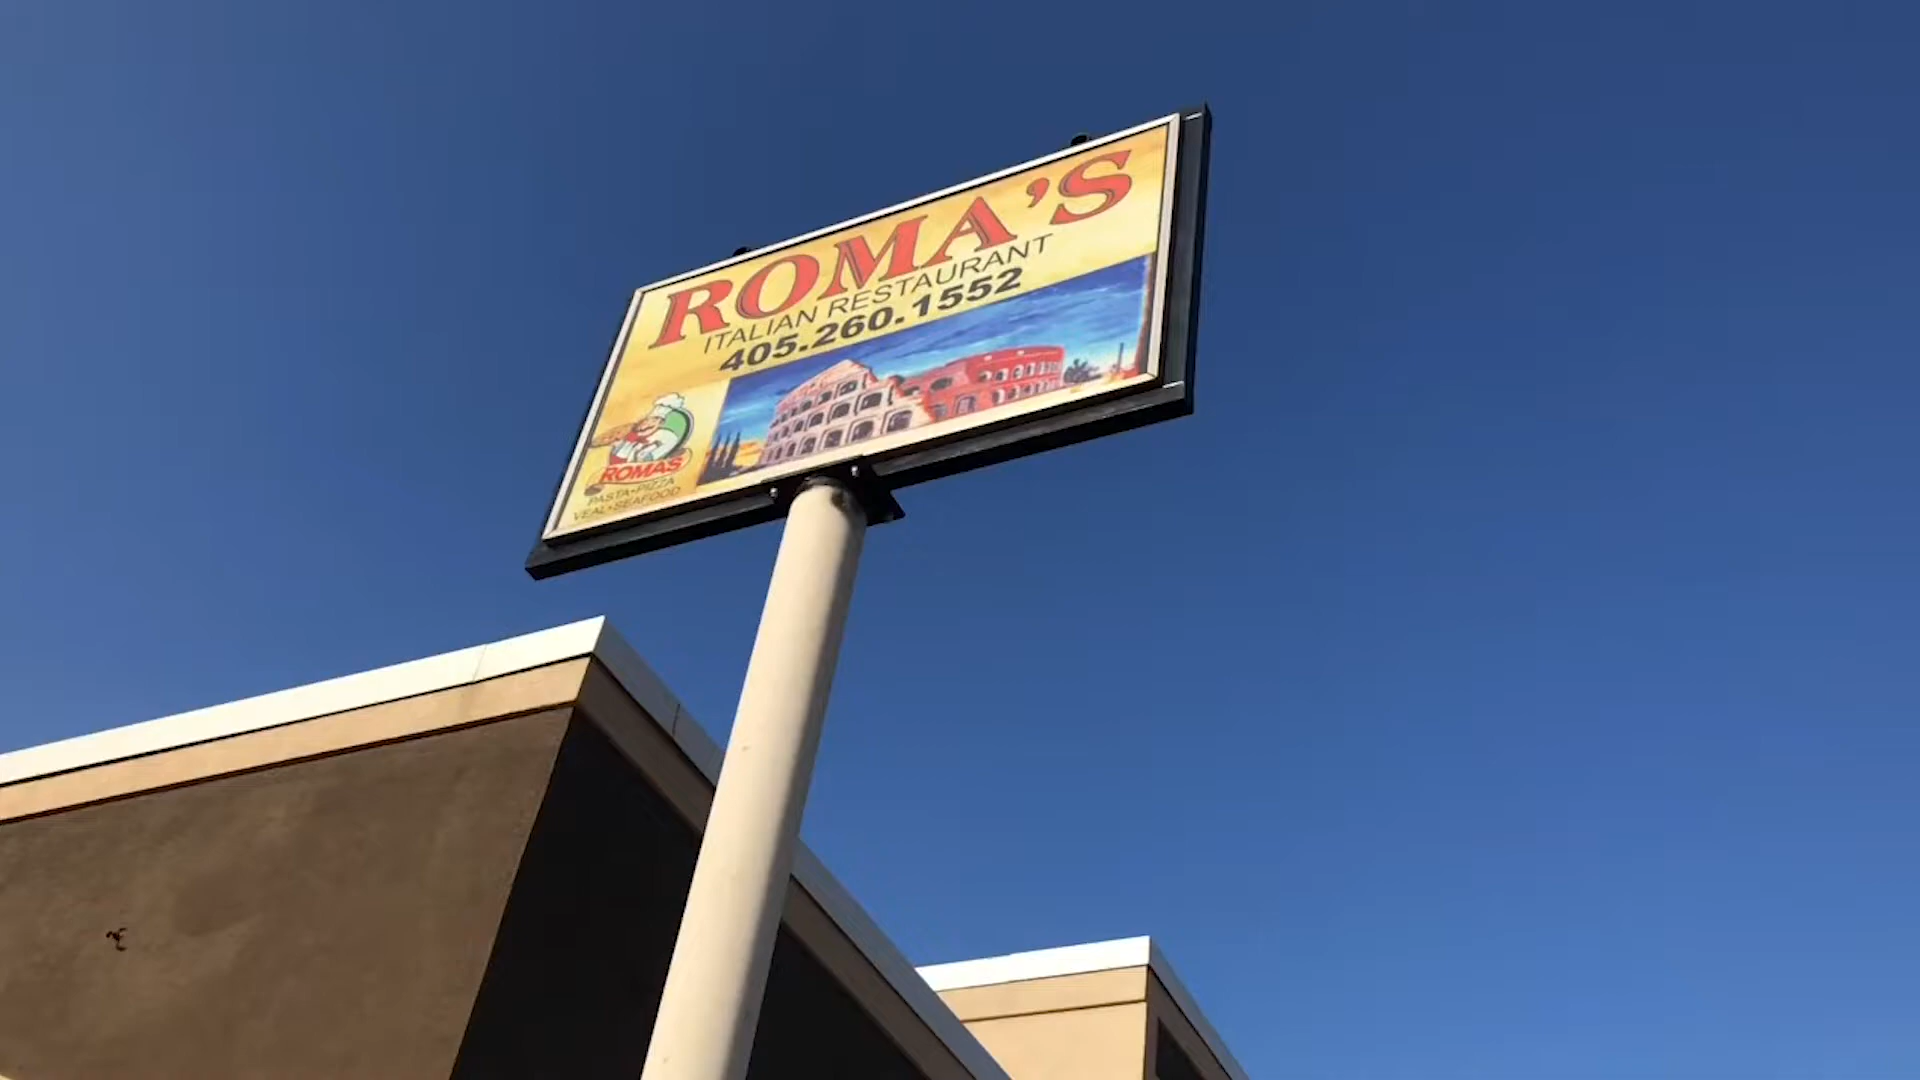 ROMA'S
ITALIAN RESTAURANT
405.260.1552
ROMAS
PASTA•PIZZA
VEAL•SEAFOOD